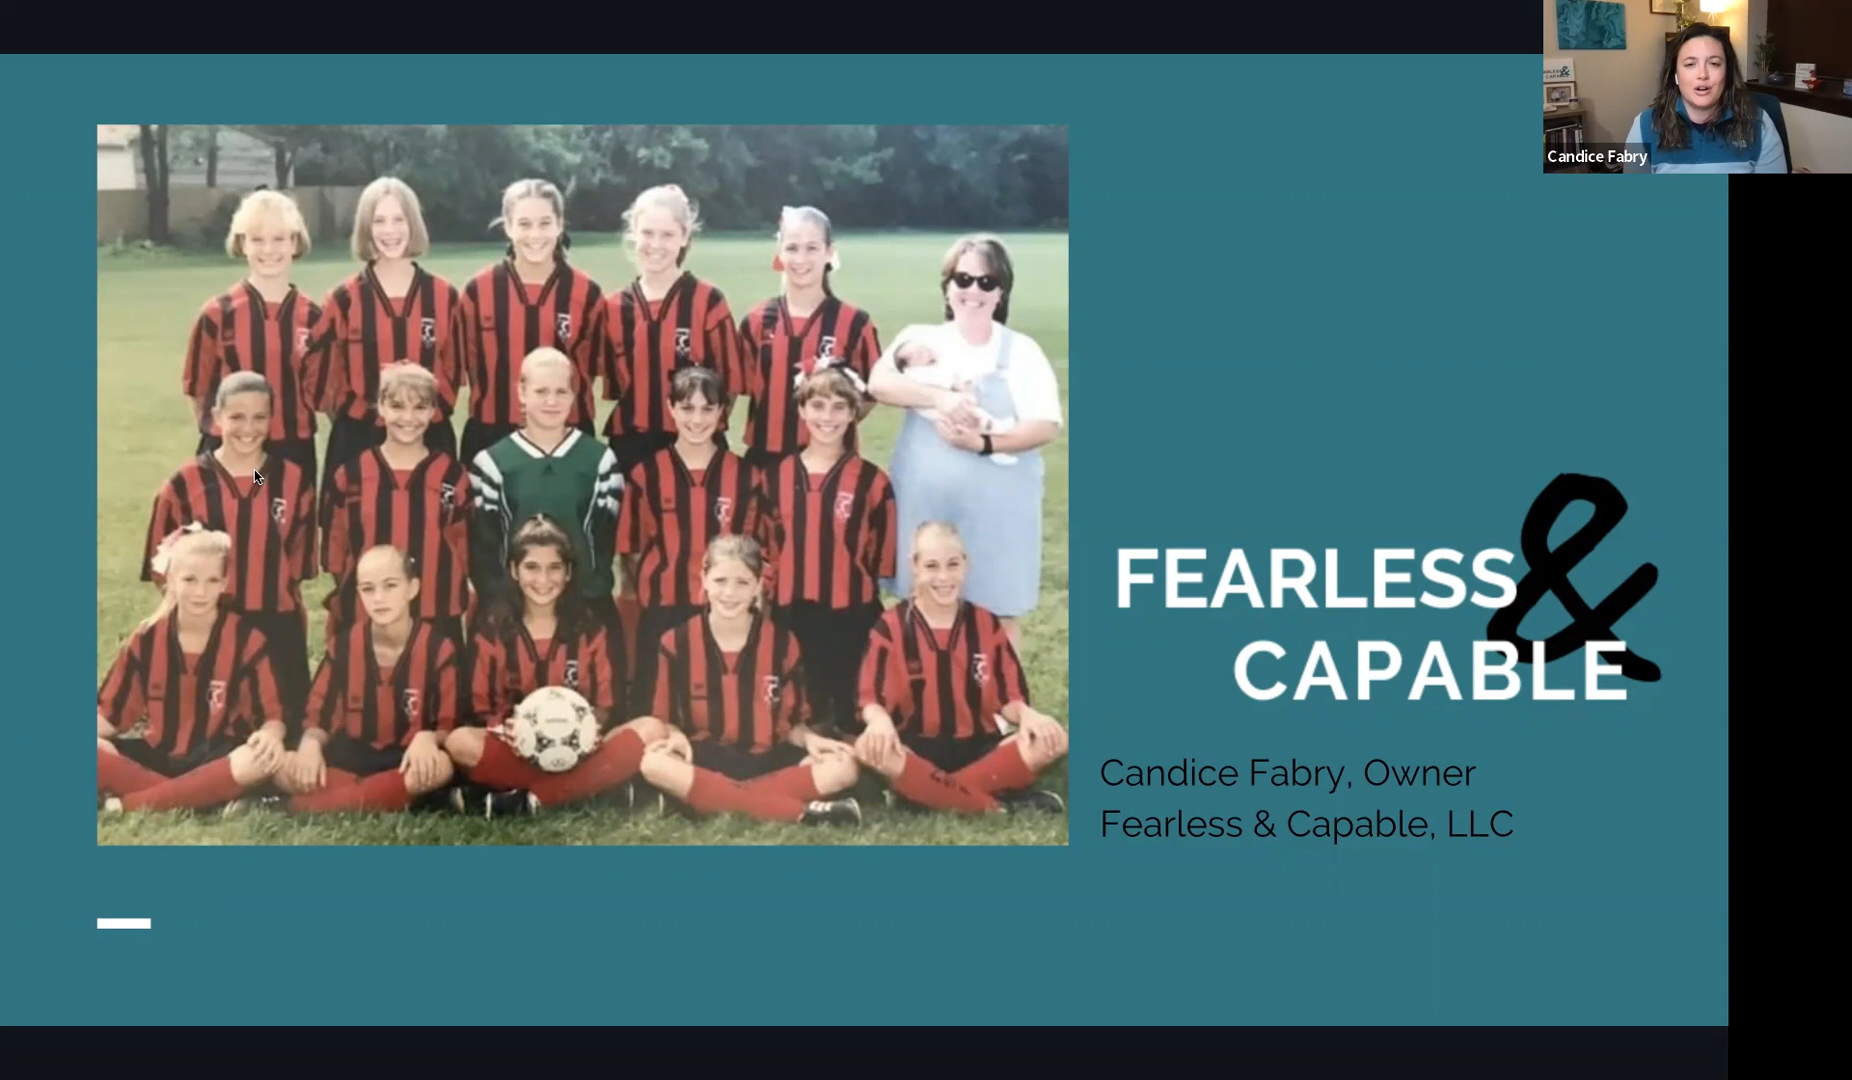 Candice Fabry
FEARLESS &
CAPABLE
Candice Fabry, Owner
Fearless & Capable, LLC